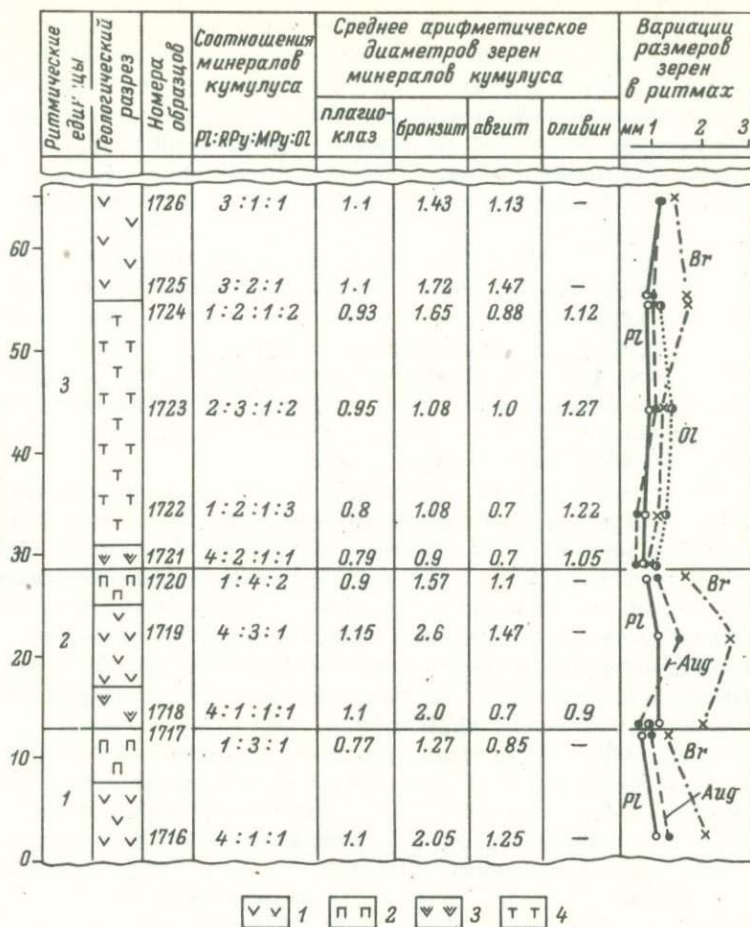 Ритмические единицы
Геологический разрез
Номера образцов
Соотношения
минералов
кумулуса
Pl:RPy:MPy:Ol
Среднее арифметическое
диаметров зерен
минералов кумулуса
плагио-
клаз
бронзит
авгит
оливин
Вариации
размеров
зерен
в ритмах
мм 1 2 3
1726 3:1:1 1.1 1.43 1.13 —
60
Br
1725 3:2:1 1.1 1.72 1.47 —
1724 1:2:1:2 0.93 1.65 0.88 1.12
Pl
50
3
1723 2:3:1:2 0.95 1.08 1.0 1.27
Ol
40
1722 1:2:1:3 0.8 1.08 0.7 1.22
30
1721 4:2:1:1 0.79 0.9 0.7 1.05
1720 1:4:2 0.9 1.57 1.1 —
Br
Pl
2
1719 4:3:1 1.15 2.6 1.47 —
20
Aug
1718 4:1:1:1 1.1 2.0 0.7 0.9
1717 1:3:1 0.77 1.27 0.85 —
10
Br
Pl
Aug
1
1716 4:1:1 1.1 2.05 1.25 —
0
1 2 3 4